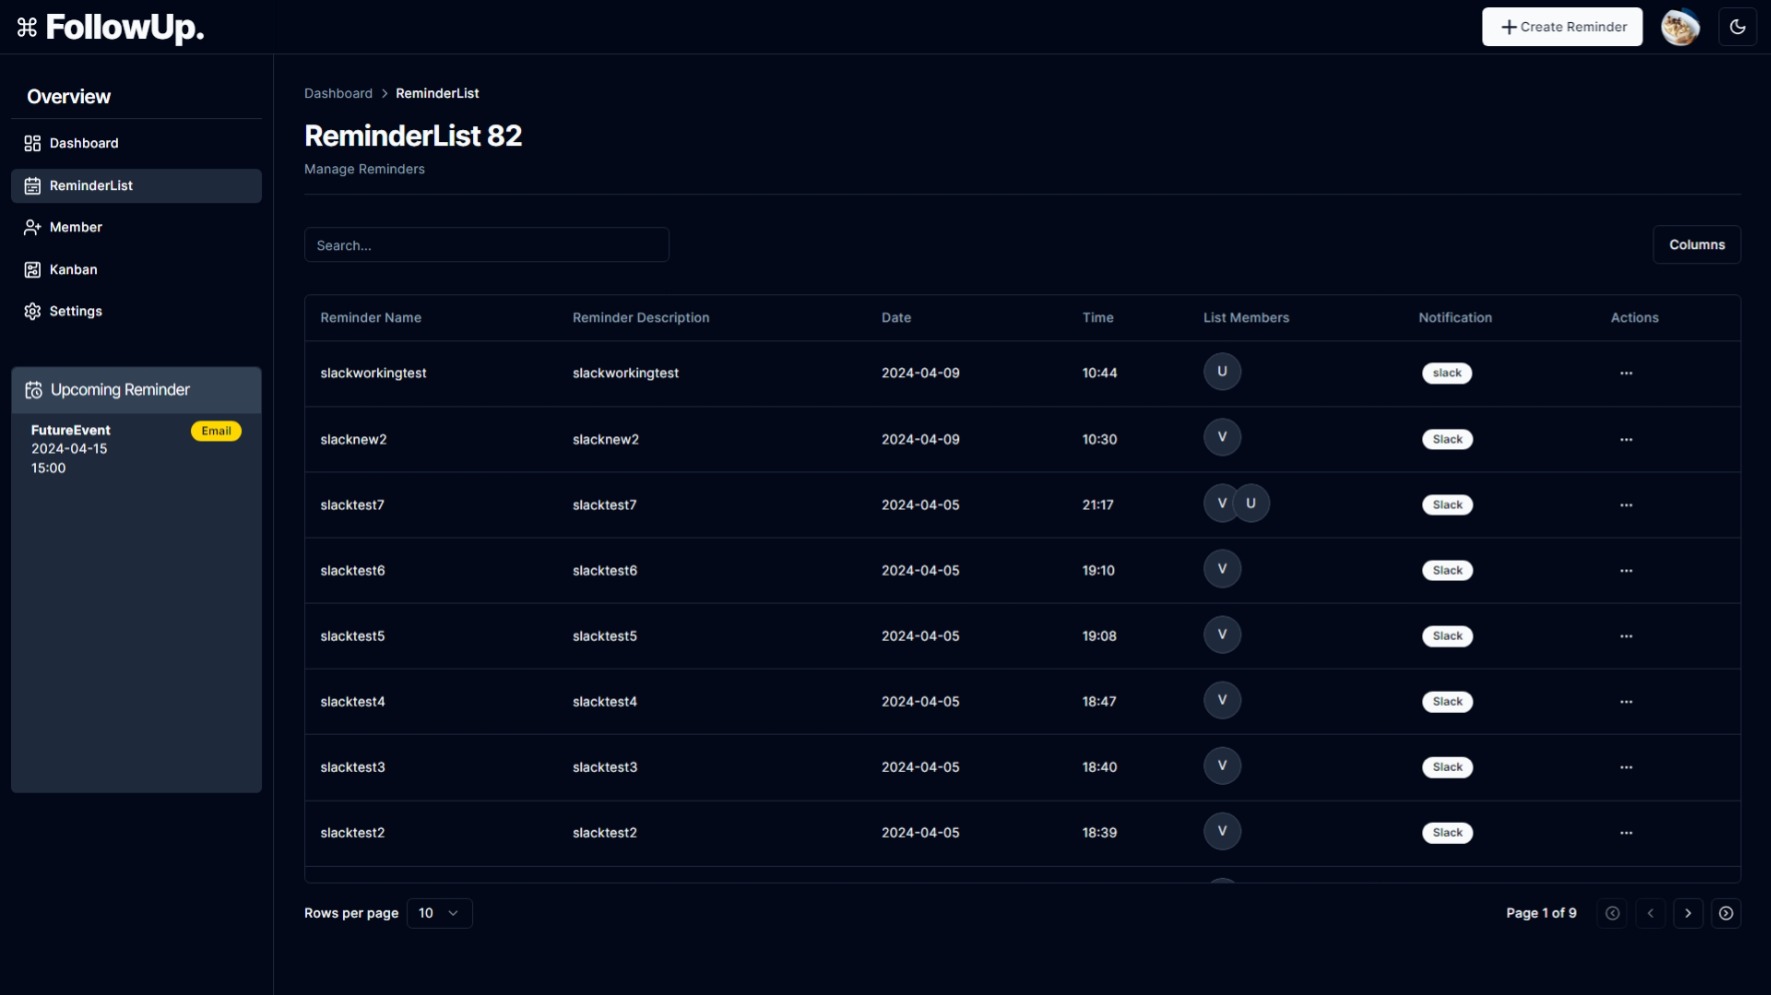 ⌘ FollowUp.
Create Reminder
Overview
Dashboard
ReminderList
Member
Kanban
Settings
Upcoming Reminder
FutureEvent Email
2024-04-15
15:00
Dashboard > ReminderList
ReminderList 82
Manage Reminders
Search...
Columns
Reminder Name Reminder Description Date Time List Members Notification Actions
slackworkingtest slackworkingtest 2024-04-09 10:44 U slack ...
slacknew2 slacknew2 2024-04-09 10:30 V Slack ...
slacktest7 slacktest7 2024-04-05 21:17 V U Slack ...
slacktest6 slacktest6 2024-04-05 19:10 V Slack ...
slacktest5 slacktest5 2024-04-05 19:08 V Slack ...
slacktest4 slacktest4 2024-04-05 18:47 V Slack ...
slacktest3 slacktest3 2024-04-05 18:40 V Slack ...
slacktest2 slacktest2 2024-04-05 18:39 V Slack ...
Rows per page 10
Page 1 of 9